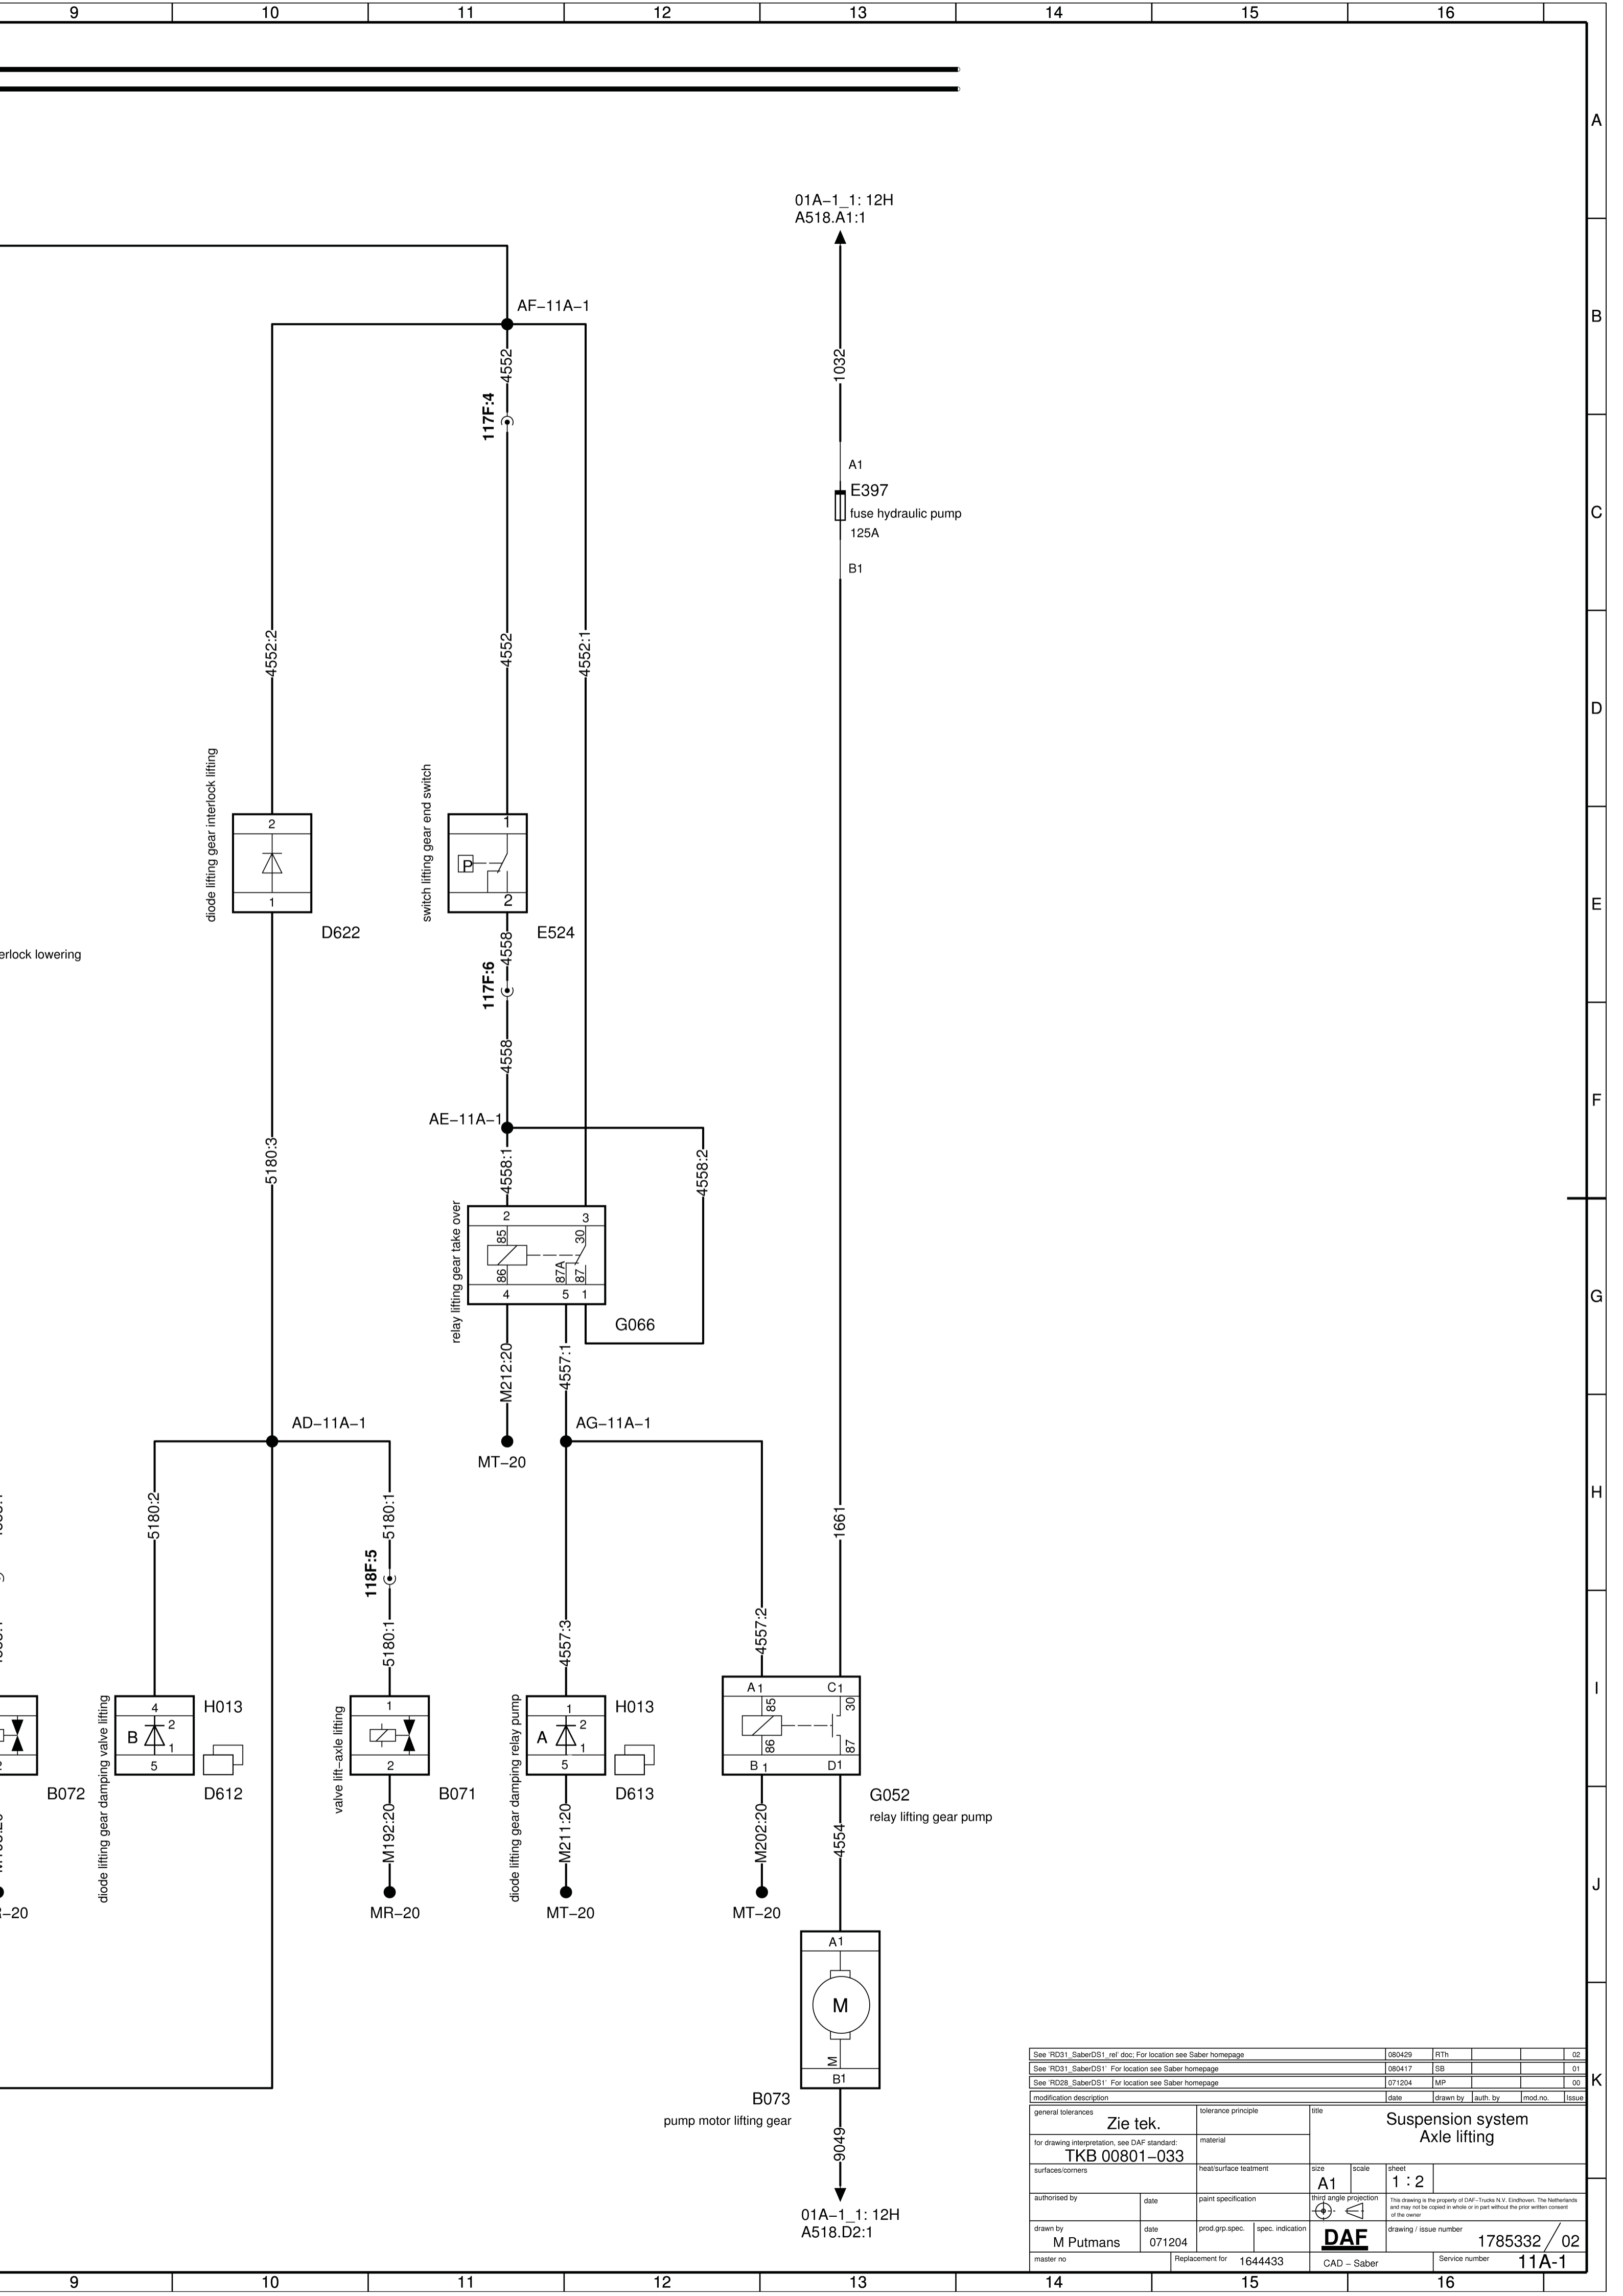 9 10 11 12 13 14 15 16
A
01A−1_1: 12H
A518.A1:1
AF−11A−1
B
4552
1032
117F:4
A1
E397
fuse hydraulic pump
125A
B1
C
4552:2
4552
4552:1
D
diode lifting gear interlock lifting
2
1
D622
switch lifting gear end switch
1
P
2
E524
E
erlock lowering
4558
117F:6
4558
AE−11A−1
F
5180:3
4558:1
4558:2
relay lifting gear take over
2 3
85 30
86 87A 87
4 5 1
G066
G
M212:20
4557:1
AD−11A−1
AG−11A−1
MT−20
H
5180:2
5180:1
1661
118F:5
5180:1
4557:3
4557:2
I
diode lifting gear damping valve lifting
4
B 2
1
5
H013
D612
B072
valve lift−axle lifting
1
2
B071
diode lifting gear damping relay pump
1
A 2
1
5
H013
D613
A1 C1
85 30
86 87
B 1 D1
G052
relay lifting gear pump
M192:20
M211:20
M202:20
4554
J
−20
MR−20
MT−20
MT−20
A1
M
M
B1
B073
pump motor lifting gear
K
9049
01A−1_1: 12H
A518.D2:1
See 'RD31_SaberDS1_rel' doc; For location see Saber homepage 080429 RTh 02
See 'RD31_SaberDS1' For location see Saber homepage 080417 SB 01
See 'RD28_SaberDS1' For location see Saber homepage 071204 MP 00
modification description date drawn by auth. by mod.no. Issue
general tolerances
Zie tek.
tolerance principle
title
Suspension system
Axle lifting
for drawing interpretation, see DAF standard:
TKB 00801−033
material
surfaces/corners
heat/surface teatment
size
A1
scale
sheet
1 : 2
authorised by
date
paint specification
third angle projection
This drawing is the property of DAF−Trucks N.V. Eindhoven. The Netherlands
and may not be copied in whole or in part without the prior written consent
of the owner
drawn by
M Putmans
date
071204
prod.grp.spec.
spec. indication
DAF
drawing / issue number
1785332 / 02
master no
Replacement for 1644433
CAD − Saber
Service number 11A-1
9 10 11 12 13 14 15 16